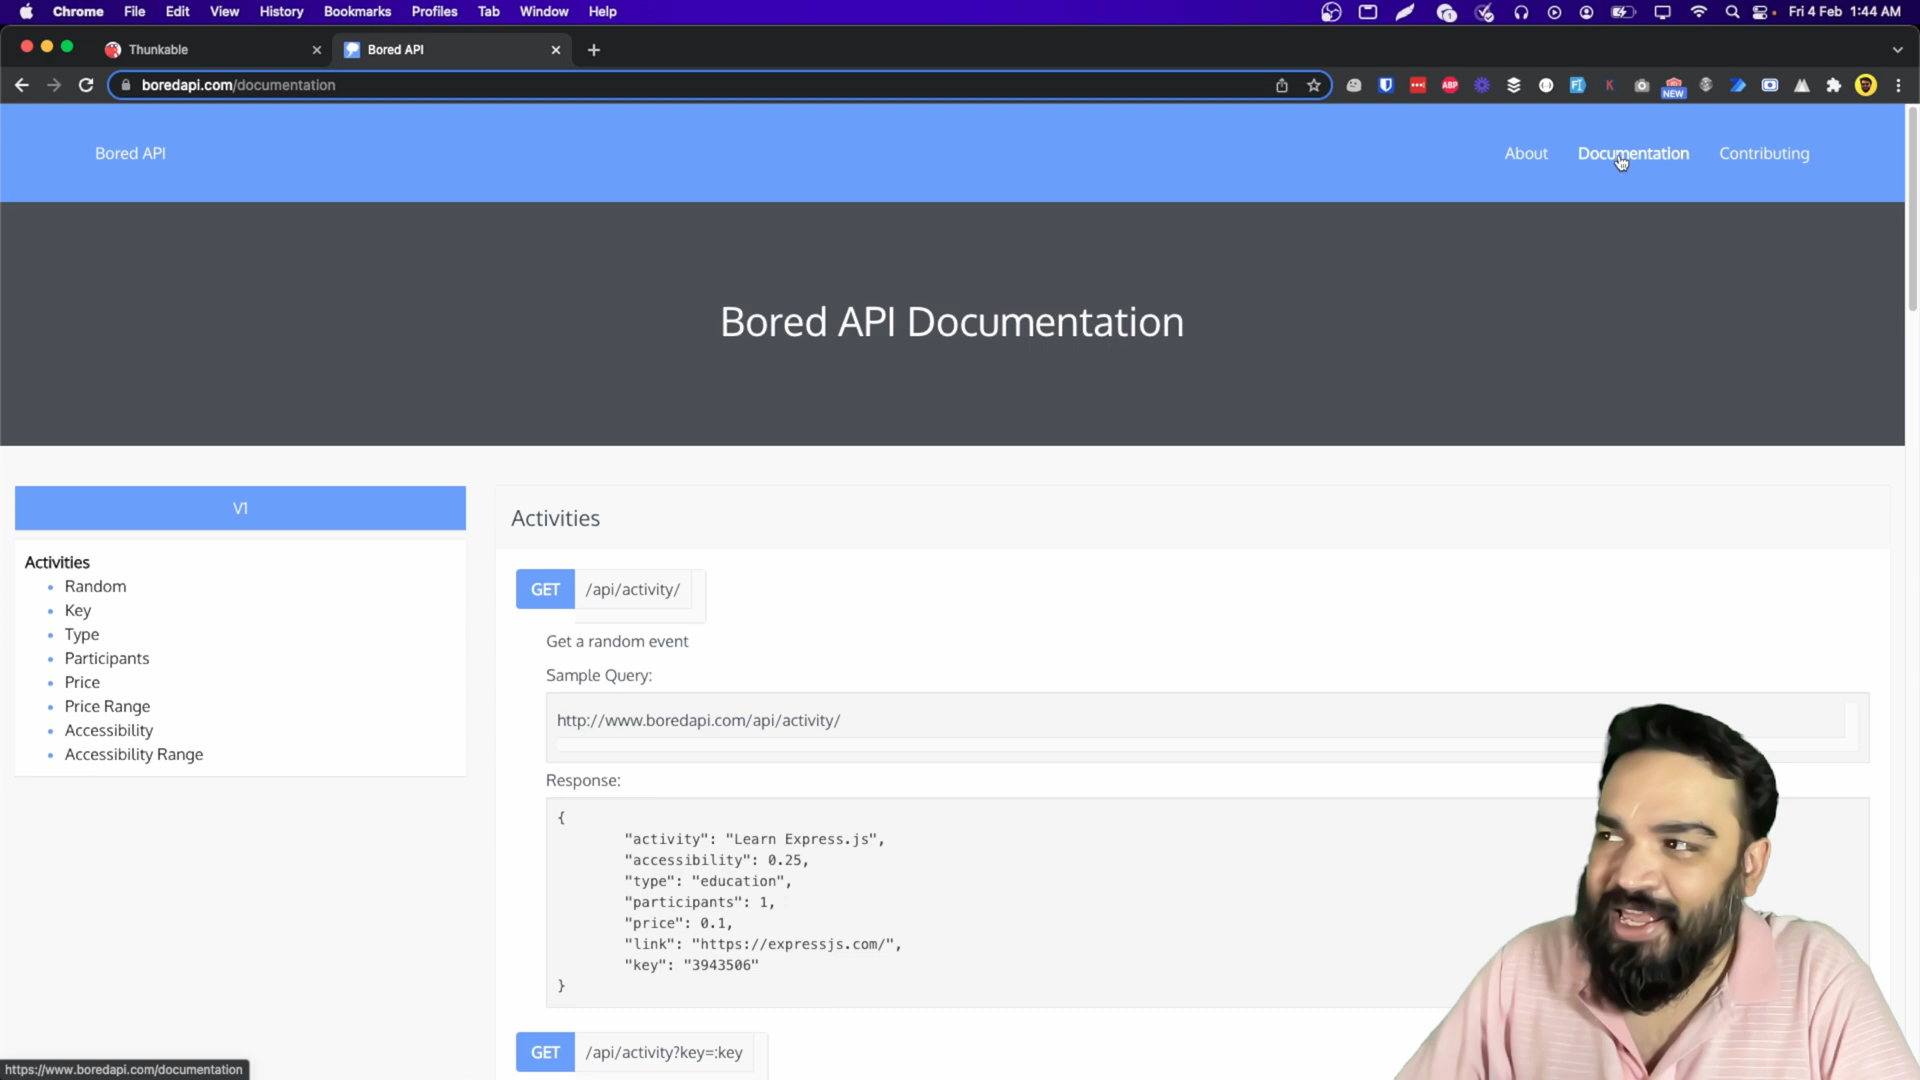 Chrome File Edit View History Bookmarks Profiles Tab Window Help Fri 4 Feb 1:44 AM
Thunkable Bored API
boredapi.com/documentation
ABP FT K NEW
Bored API About Documentation Contributing
Bored API Documentation
V1
Activities
Random
Key
Type
Participants
Price
Price Range
Accessibility
Accessibility Range
Activities
GET /api/activity/
Get a random event
Sample Query:
http://www.boredapi.com/api/activity/
Response:
{
"activity": "Learn Express.js",
"accessibility": 0.25,
"type": "education",
"participants": 1,
"price": 0.1,
"link": "https://expressjs.com/",
"key": "3943506"
}
GET /api/activity?key=:key
https://www.boredapi.com/documentation